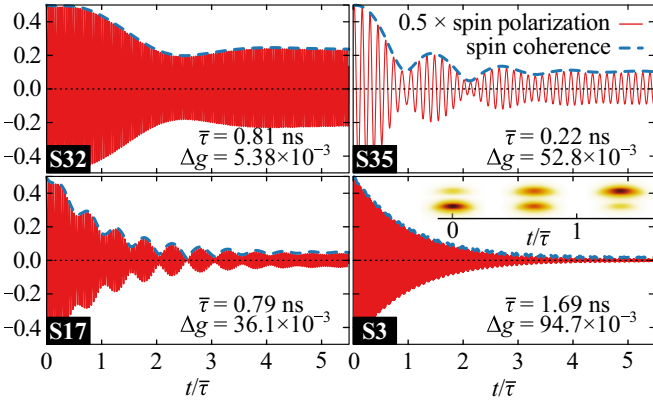 0.4
0.2
0.0
−0.2
−0.4
S32
τ̅ = 0.81 ns
Δg = 5.38×10⁻³
0.5 × spin polarization
spin coherence
S35
τ̅ = 0.22 ns
Δg = 52.8×10⁻³
0.4
0.2
0.0
−0.2
−0.4
S17
τ̅ = 0.79 ns
Δg = 36.1×10⁻³
0 1 2 3 4 5
t/τ̅
0 1
t/τ̅
S3
τ̅ = 1.69 ns
Δg = 94.7×10⁻³
0 1 2 3 4 5
t/τ̅